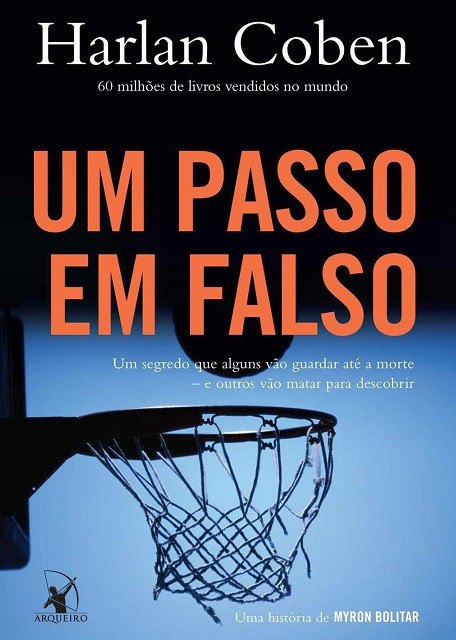 Harlan Coben
60 milhões de livros vendidos no mundo
UM PASSO
EM FALSO
Um segredo que alguns vão guardar até a morte
– e outros vão matar para descobrir
ARQUEIRO
Uma história de MYRON BOLITAR